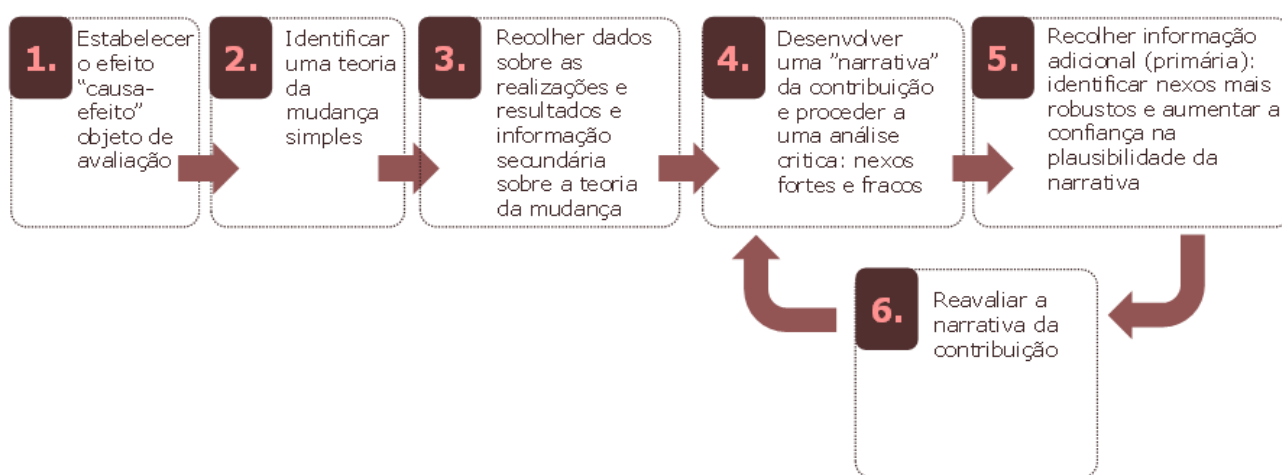 1.
Estabelecer
o efeito
“causa-
efeito”
objeto de
avaliação
2.
Identificar
uma teoria
da
mudança
simples
3.
Recolher dados
sobre as
realizações e
resultados e
informação
secundária
sobre a teoria
da mudança
4.
Desenvolver
uma ”narrativa”
da contribuição
e proceder a
uma análise
critica: nexos
fortes e fracos
5.
Recolher informação
adicional (primária):
identificar nexos mais
robustos e aumentar a
confiança na
plausibilidade da
narrativa
6.
Reavaliar a
narrativa da
contribuição